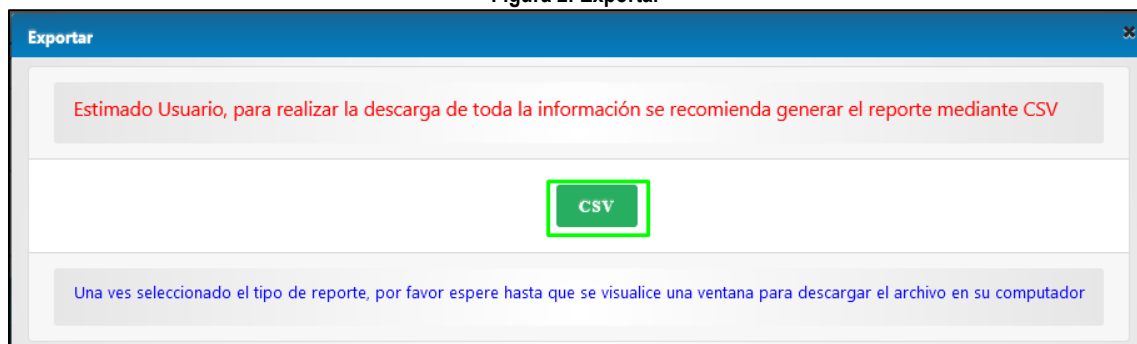 Figura 2. Exportar
Exportar
Estimado Usuario, para realizar la descarga de toda la información se recomienda generar el reporte mediante CSV
CSV
Una ves seleccionado el tipo de reporte, por favor espere hasta que se visualice una ventana para descargar el archivo en su computador